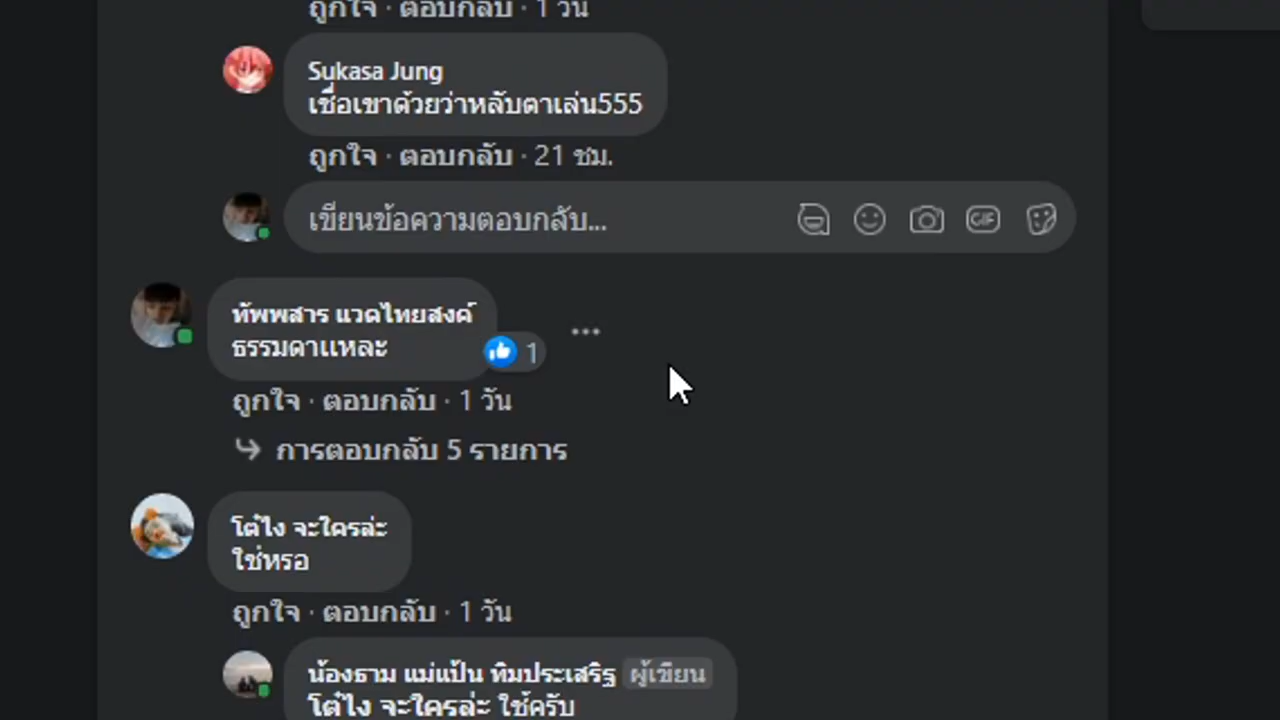 ถูกใจ · ตอบกลับ · 1 วัน
Sukasa Jung
เชื่อเขาด้วยว่าหลับตาเล่น555
ถูกใจ · ตอบกลับ · 21 ชม.
เขียนข้อความตอบกลับ...
GIF
ทัพพสาร แวดไทยสงค์
ธรรมดาแหละ
1
ถูกใจ · ตอบกลับ · 1 วัน
การตอบกลับ 5 รายการ
โต๋ไง จะใครล่ะ
ใช่หรอ
ถูกใจ · ตอบกลับ · 1 วัน
น้องธาม แม่แป้น ทิมประเสริฐ ผู้เขียน
โต๋ไง จะใครล่ะ ใช้ครับ